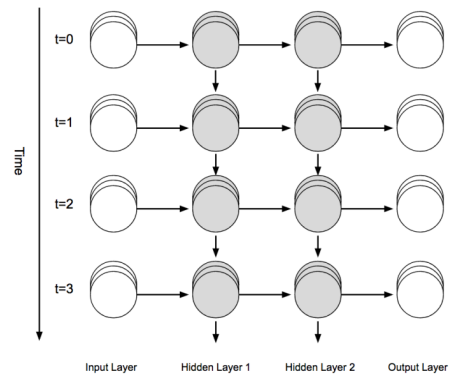 t=0
t=1
Time
t=2
t=3
Input Layer
Hidden Layer 1
Hidden Layer 2
Output Layer